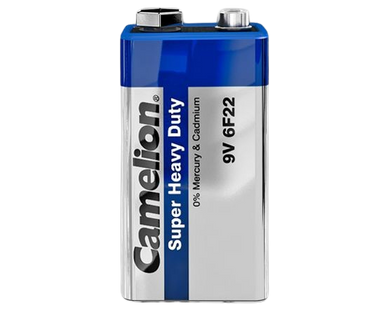 Camelion®
Super Heavy Duty
0% Mercury & Cadmium
9V 6F22